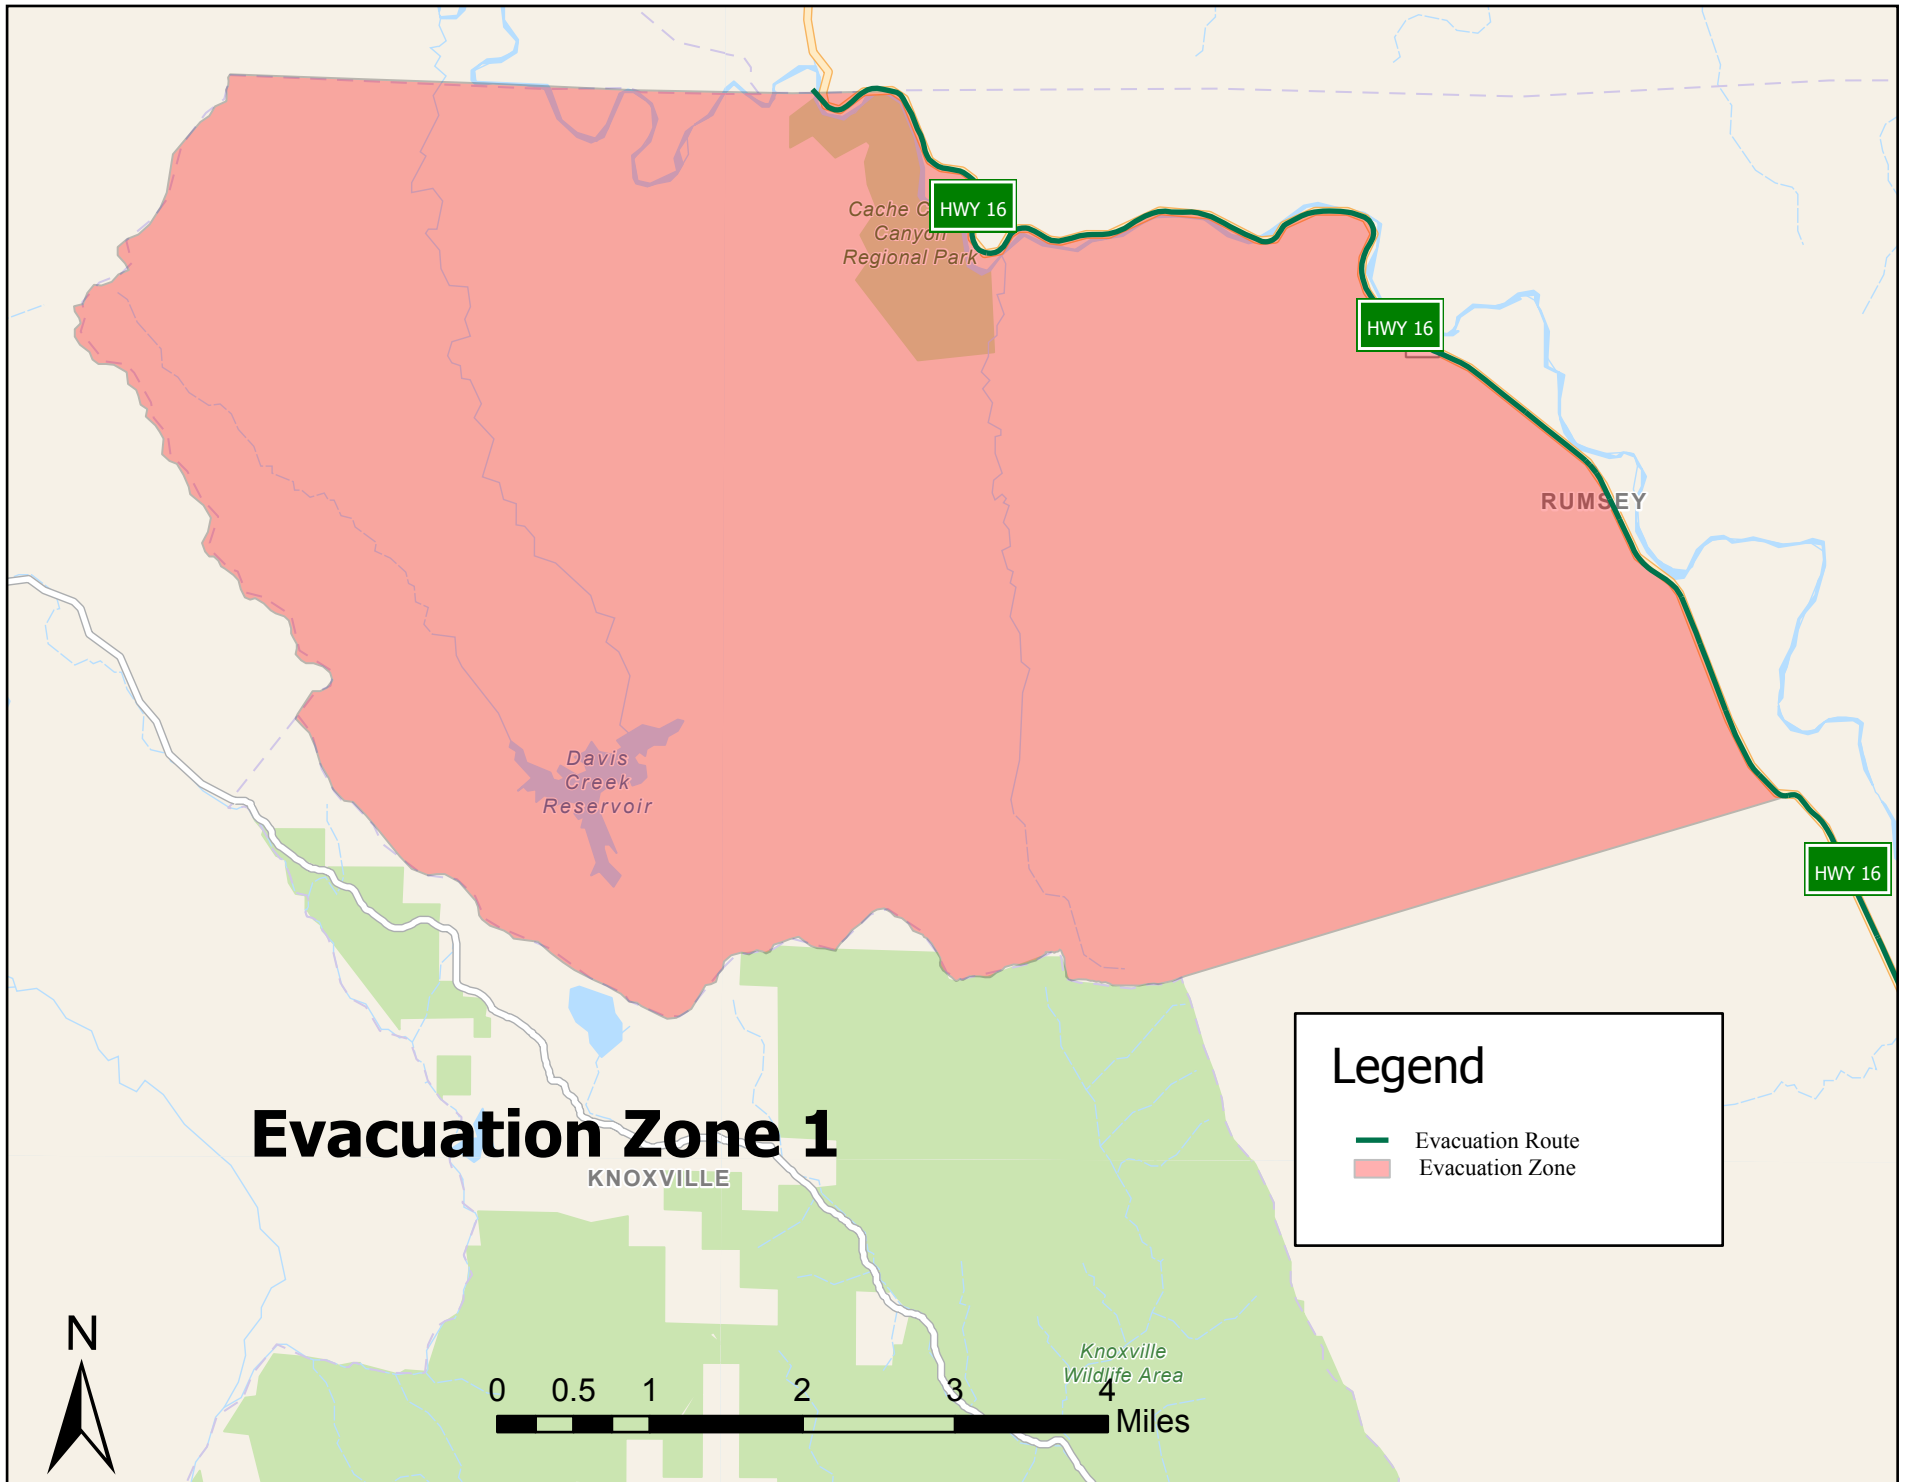 Cache C
Canyon
Regional Park
HWY 16
HWY 16
RUMSEY
Davis
Creek
Reservoir
HWY 16
Legend
Evacuation Route
Evacuation Zone
Evacuation Zone 1
KNOXVILLE
Knoxville
Wildlife Area
N
0 0.5 1 2 3 4
Miles